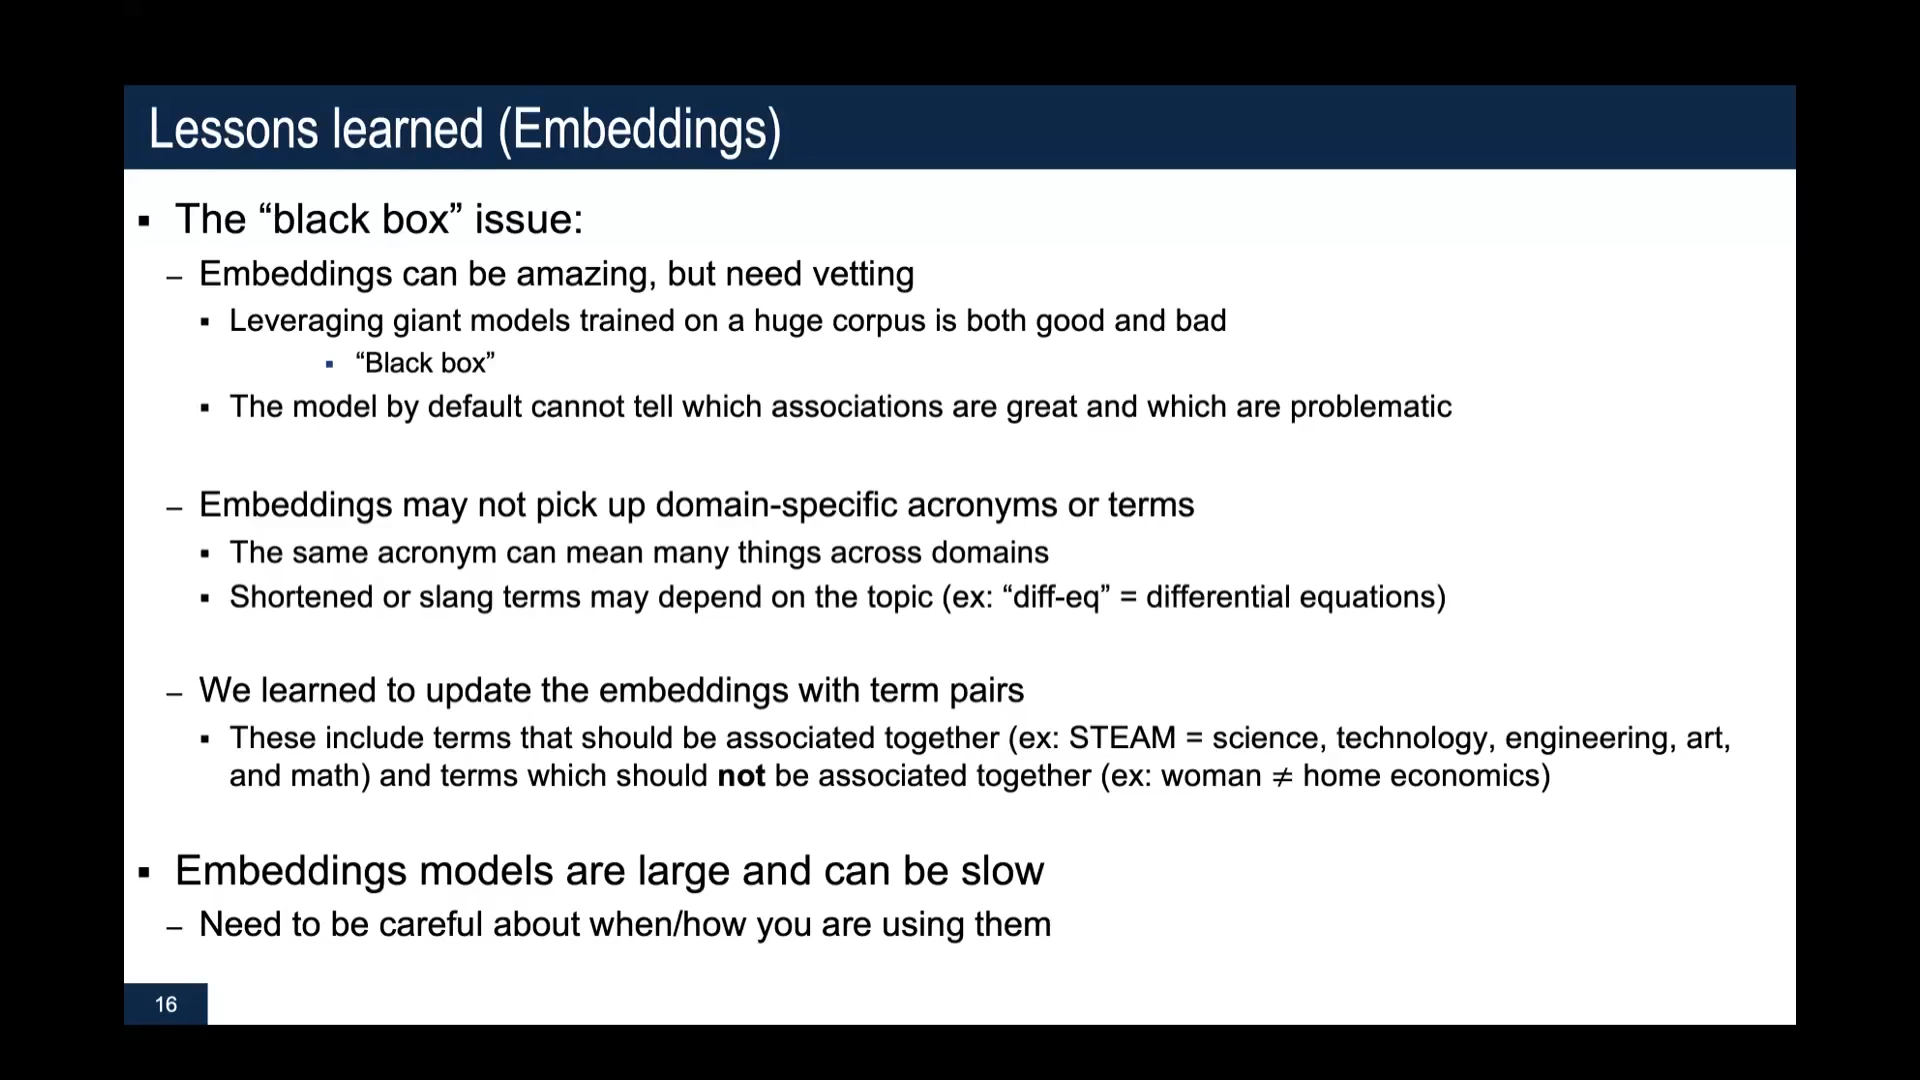 Lessons learned (Embeddings)
▪ The “black box” issue:
– Embeddings can be amazing, but need vetting
▪ Leveraging giant models trained on a huge corpus is both good and bad
▪ “Black box”
▪ The model by default cannot tell which associations are great and which are problematic
– Embeddings may not pick up domain-specific acronyms or terms
▪ The same acronym can mean many things across domains
▪ Shortened or slang terms may depend on the topic (ex: “diff-eq” = differential equations)
– We learned to update the embeddings with term pairs
▪ These include terms that should be associated together (ex: STEAM = science, technology, engineering, art,
and math) and terms which should not be associated together (ex: woman ≠ home economics)
▪ Embeddings models are large and can be slow
– Need to be careful about when/how you are using them
16